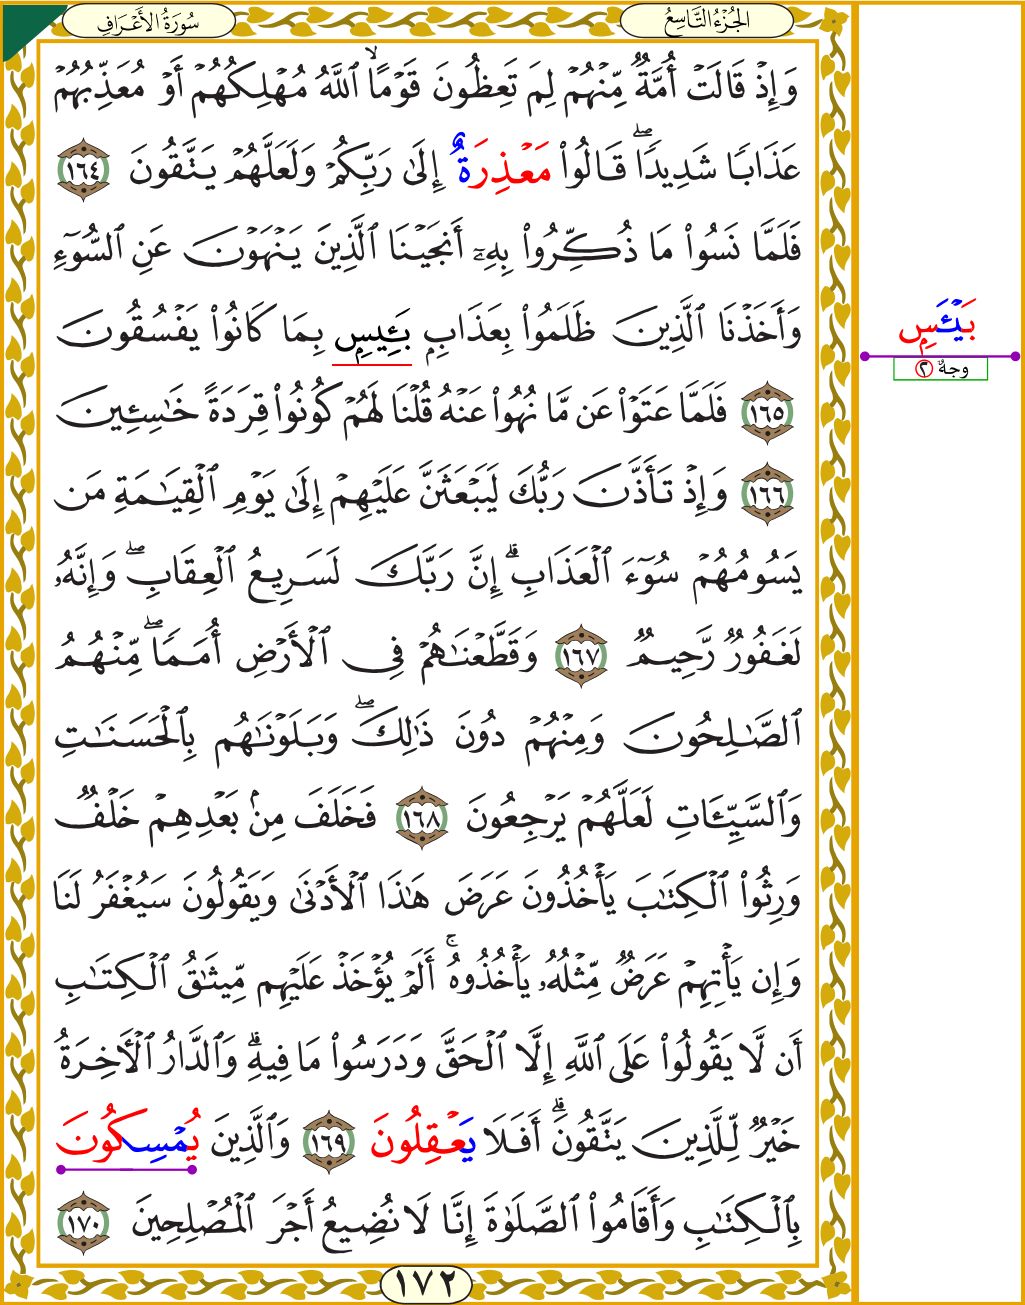 الجُزْءُ التَّاسِعُ
سُورَةُ الأَعْرَافِ
وَإِذْ قَالَتْ أُمَّةٌ مِّنْهُمْ لِمَ تَعِظُونَ قَوْمًا ۙ ٱللَّهُ مُهْلِكُهُمْ أَوْ مُعَذِّبُهُمْ
عَذَابًا شَدِيدًا ۖ قَالُوا۟ مَعْذِرَةٌ إِلَىٰ رَبِّكُمْ وَلَعَلَّهُمْ يَتَّقُونَ ١٦٤
فَلَمَّا نَسُوا۟ مَا ذُكِّرُوا۟ بِهِۦٓ أَنجَيْنَا ٱلَّذِينَ يَنْهَوْنَ عَنِ ٱلسُّوٓءِ
وَأَخَذْنَا ٱلَّذِينَ ظَلَمُوا۟ بِعَذَابٍ بَـِٔيسٍ بِمَا كَانُوا۟ يَفْسُقُونَ
١٦٥ فَلَمَّا عَتَوْا۟ عَن مَّا نُهُوا۟ عَنْهُ قُلْنَا لَهُمْ كُونُوا۟ قِرَدَةً خَـٰسِـِٔينَ
١٦٦ وَإِذْ تَأَذَّنَ رَبُّكَ لَيَبْعَثَنَّ عَلَيْهِمْ إِلَىٰ يَوْمِ ٱلْقِيَـٰمَةِ مَن
يَسُومُهُمْ سُوٓءَ ٱلْعَذَابِ ۗ إِنَّ رَبَّكَ لَسَرِيعُ ٱلْعِقَابِ ۖ وَإِنَّهُۥ
لَغَفُورٌ رَّحِيمٌ ١٦٧ وَقَطَّعْنَـٰهُمْ فِى ٱلْأَرْضِ أُمَمًا ۖ مِّنْهُمُ
ٱلصَّـٰلِحُونَ وَمِنْهُمْ دُونَ ذَٰلِكَ ۖ وَبَلَوْنَـٰهُم بِٱلْحَسَنَـٰتِ
وَٱلسَّيِّـَٔاتِ لَعَلَّهُمْ يَرْجِعُونَ ١٦٨ فَخَلَفَ مِنۢ بَعْدِهِمْ خَلْفٌ
وَرِثُوا۟ ٱلْكِتَـٰبَ يَأْخُذُونَ عَرَضَ هَـٰذَا ٱلْأَدْنَىٰ وَيَقُولُونَ سَيُغْفَرُ لَنَا
وَإِن يَأْتِهِمْ عَرَضٌ مِّثْلُهُۥ يَأْخُذُوهُ ۚ أَلَمْ يُؤْخَذْ عَلَيْهِم مِّيثَـٰقُ ٱلْكِتَـٰبِ
أَن لَّا يَقُولُوا۟ عَلَى ٱللَّهِ إِلَّا ٱلْحَقَّ وَدَرَسُوا۟ مَا فِيهِ ۗ وَٱلدَّارُ ٱلْـَٔاخِرَةُ
خَيْرٌ لِّلَّذِينَ يَتَّقُونَ ۗ أَفَلَا يَعْقِلُونَ ١٦٩ وَٱلَّذِينَ يُمْسِكُونَ
بِٱلْكِتَـٰبِ وَأَقَامُوا۟ ٱلصَّلَوٰةَ إِنَّا لَا نُضِيعُ أَجْرَ ٱلْمُصْلِحِينَ ١٧٠
١٧٢
بَيْـَٔسٍ
وجهٌ ٢